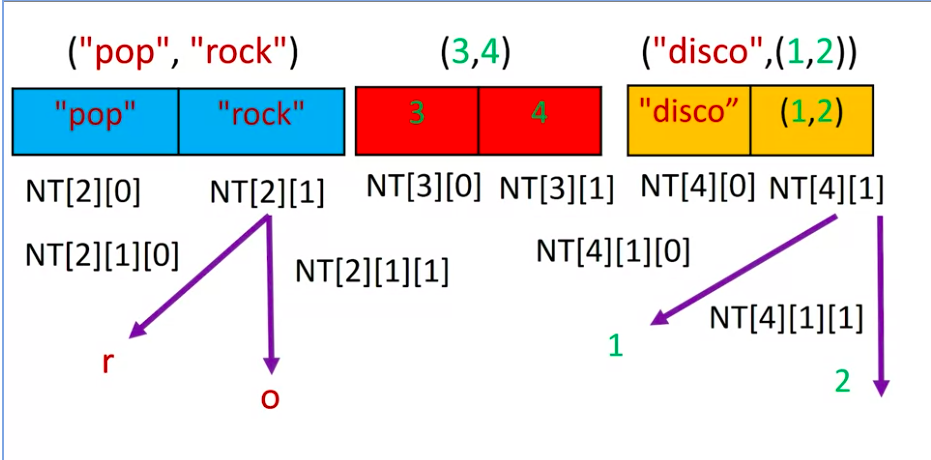 ("pop", "rock") (3,4) ("disco",(1,2))
"pop" "rock" 3 4 "disco” (1,2)
NT[2][0] NT[2][1] NT[3][0] NT[3][1] NT[4][0] NT[4][1]
NT[2][1][0] NT[2][1][1] NT[4][1][0]
NT[4][1][1]
r 1
o 2